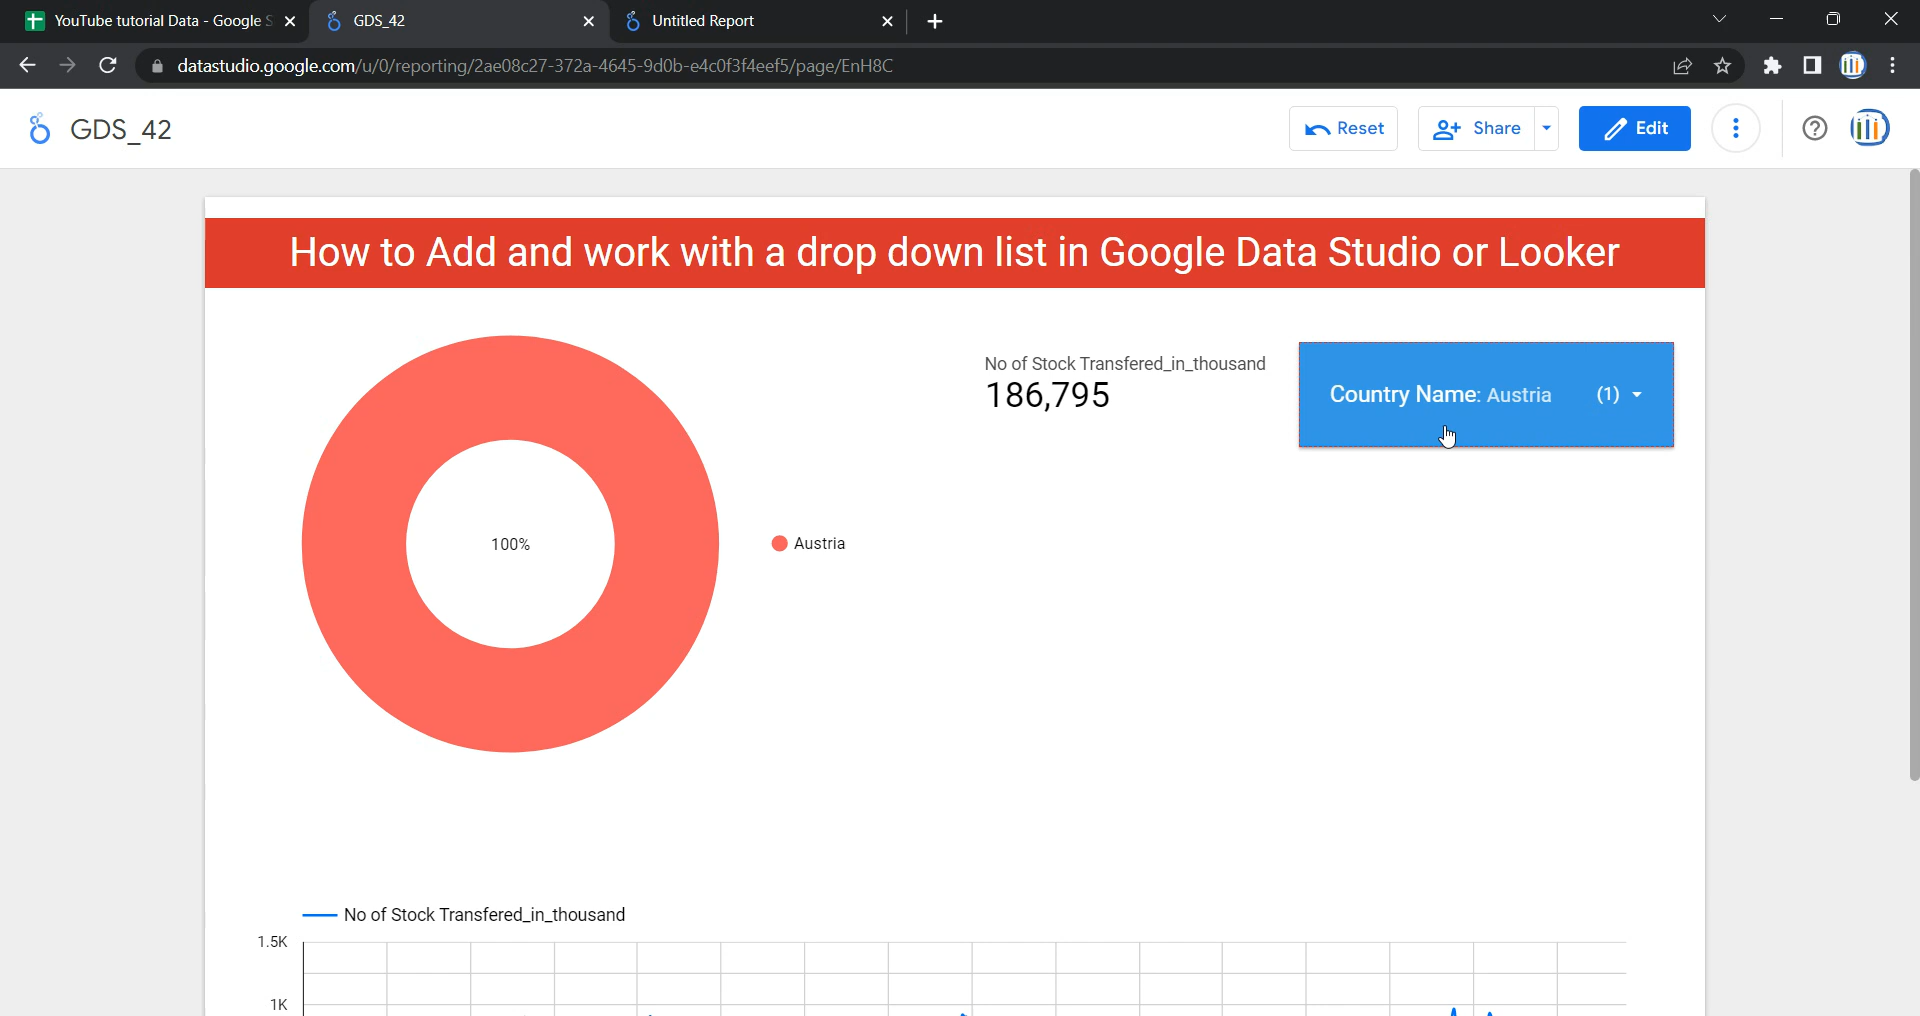 YouTube tutorial Data - Google S
GDS_42
Untitled Report
datastudio.google.com/u/0/reporting/2ae08c27-372a-4645-9d0b-e4c0f3f4eef5/page/EnH8C
GDS_42
Reset
Share
Edit
How to Add and work with a drop down list in Google Data Studio or Looker
No of Stock Transfered_in_thousand
186,795
Country Name: Austria (1)
100%
Austria
No of Stock Transfered_in_thousand
1.5K
1K